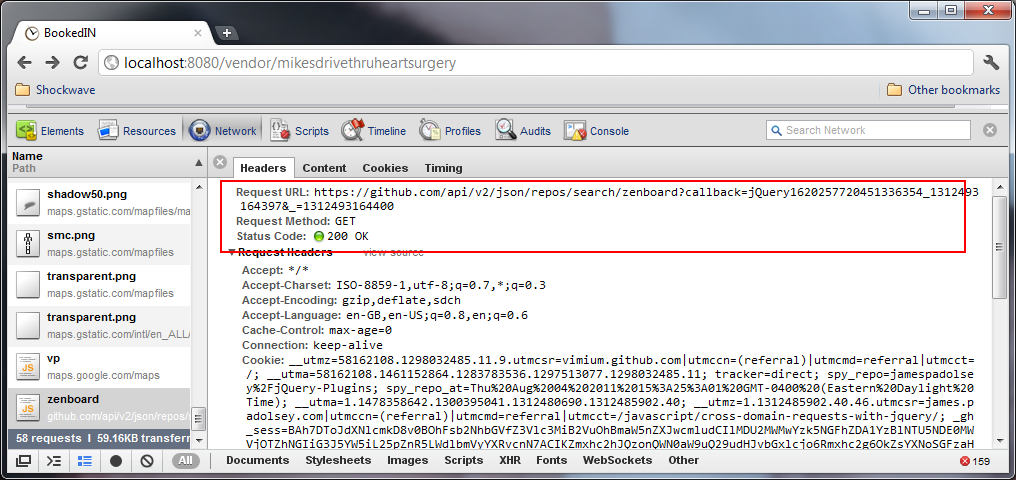 BookedIN
localhost:8080/vendor/mikesdrivethruheartsurgery
Shockwave
Other bookmarks
Elements Resources Network Scripts Timeline Profiles Audits Console Search Network
Name
Path
Headers Content Cookies Timing
shadow50.png
maps.gstatic.com/mapfiles/ma
smc.png
maps.gstatic.com/mapfiles
transparent.png
maps.gstatic.com/mapfiles
transparent.png
maps.gstatic.com/intl/en_ALL/
vp
maps.google.com/maps
zenboard
github.com/api/v2/json/repos/
58 requests | 59.16KB transferr
Request URL: https://github.com/api/v2/json/repos/search/zenboard?callback=jQuery1620257720451336354_1312493
164397&_=1312493164400
Request Method: GET
Status Code: 200 OK
Request Headers view source
Accept: */*
Accept-Charset: ISO-8859-1,utf-8;q=0.7,*;q=0.3
Accept-Encoding: gzip,deflate,sdch
Accept-Language: en-GB,en-US;q=0.8,en;q=0.6
Cache-Control: max-age=0
Connection: keep-alive
Cookie: __utmz=58162108.1298032485.11.9.utmcsr=vimium.github.com|utmccn=(referral)|utmcmd=referral|utmcct=
/; __utma=58162108.1461152864.1283783536.1297513077.1298032485.11; tracker=direct; spy_repo=jamespadolsey
y%2FjQuery-Plugins; spy_repo_at=Thu%20Aug%2004%202011%2015%3A25%3A01%20GMT-0400%20(Eastern%20Daylight%20
Time); __utma=1.1478358642.1300395041.1312480690.1312485902.40; __utmz=1.1312485902.40.46.utmcsr=james.
padolsey.com|utmccn=(referral)|utmcmd=referral|utmcct=/javascript/cross-domain-requests-with-jquery/; _gh
Documents Stylesheets Images Scripts XHR Fonts WebSockets Other
All
159